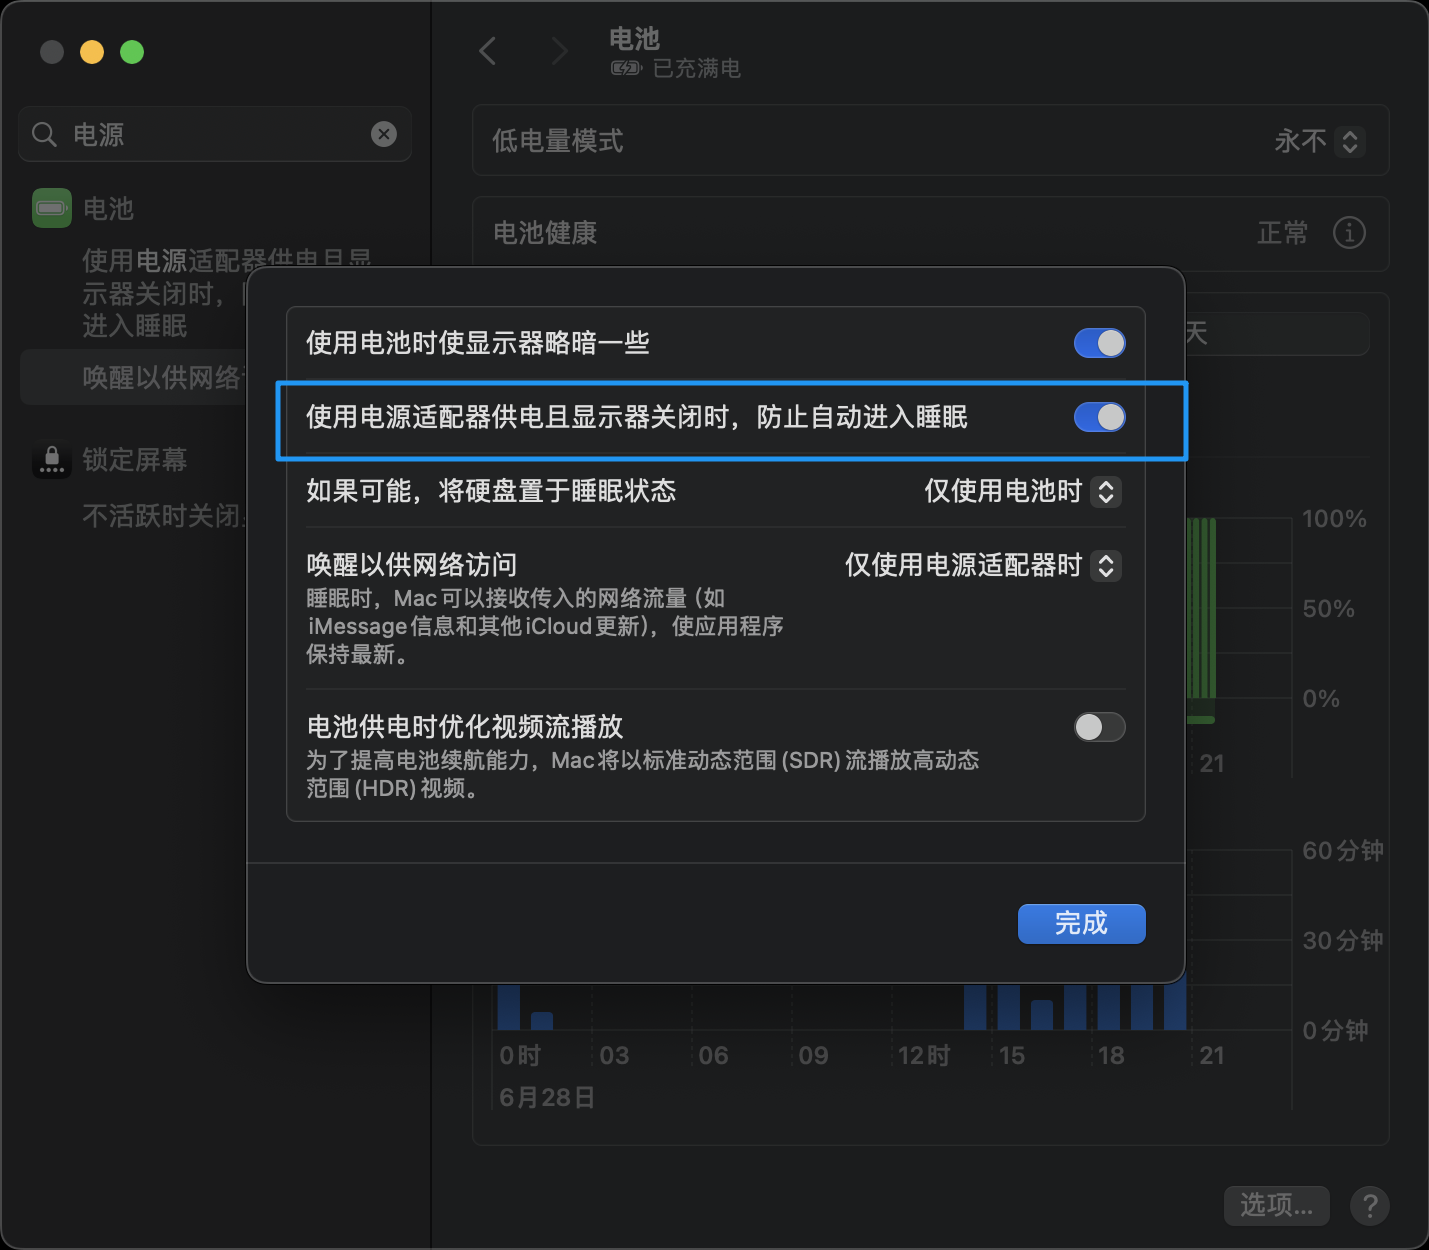 电池
已充满电
电源
电池
使用电源适配器供电且显
示器关闭时，
进入睡眠
唤醒以供网络
锁定屏幕
不活跃时关闭
低电量模式
永不
电池健康
正常
天
使用电池时使显示器略暗一些
使用电源适配器供电且显示器关闭时，防止自动进入睡眠
如果可能，将硬盘置于睡眠状态
仅使用电池时
唤醒以供网络访问
仅使用电源适配器时
睡眠时，Mac可以接收传入的网络流量（如
iMessage信息和其他iCloud更新），使应用程序
保持最新。
电池供电时优化视频流播放
为了提高电池续航能力，Mac将以标准动态范围(SDR)流播放高动态
范围(HDR)视频。
完成
100%
50%
0%
21
60分钟
30分钟
0分钟
0时 03 06 09 12时 15 18 21
6月28日
选项...
?